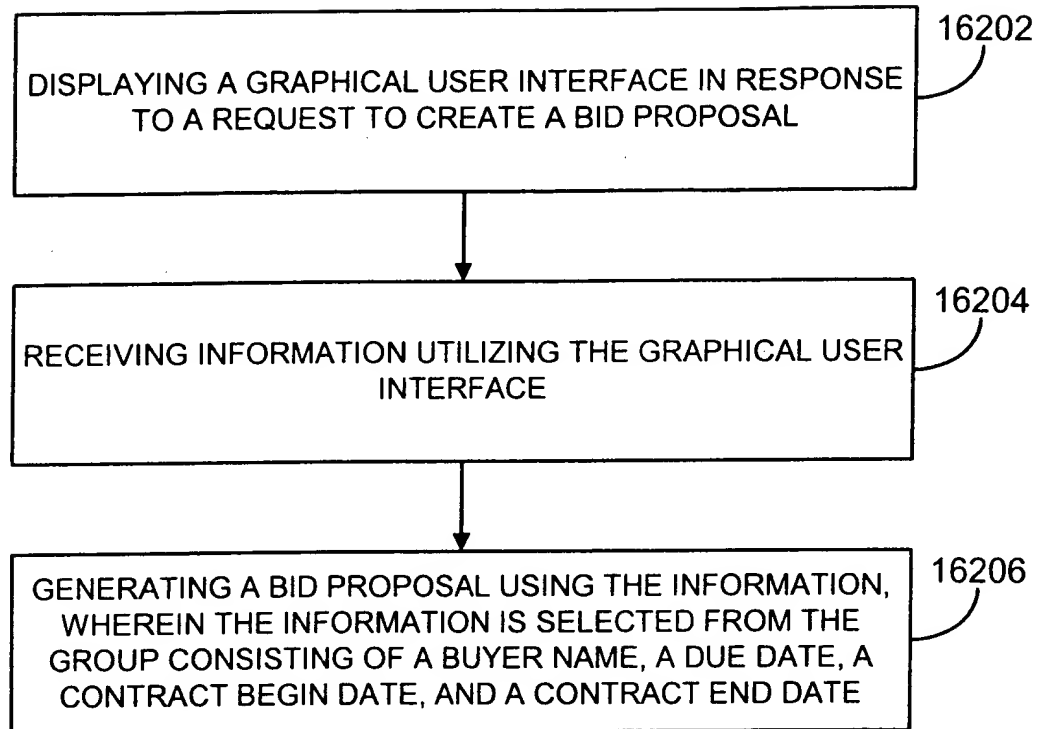 16202
DISPLAYING A GRAPHICAL USER INTERFACE IN RESPONSE
TO A REQUEST TO CREATE A BID PROPOSAL
16204
RECEIVING INFORMATION UTILIZING THE GRAPHICAL USER
INTERFACE
16206
GENERATING A BID PROPOSAL USING THE INFORMATION,
WHEREIN THE INFORMATION IS SELECTED FROM THE
GROUP CONSISTING OF A BUYER NAME, A DUE DATE, A
CONTRACT BEGIN DATE, AND A CONTRACT END DATE